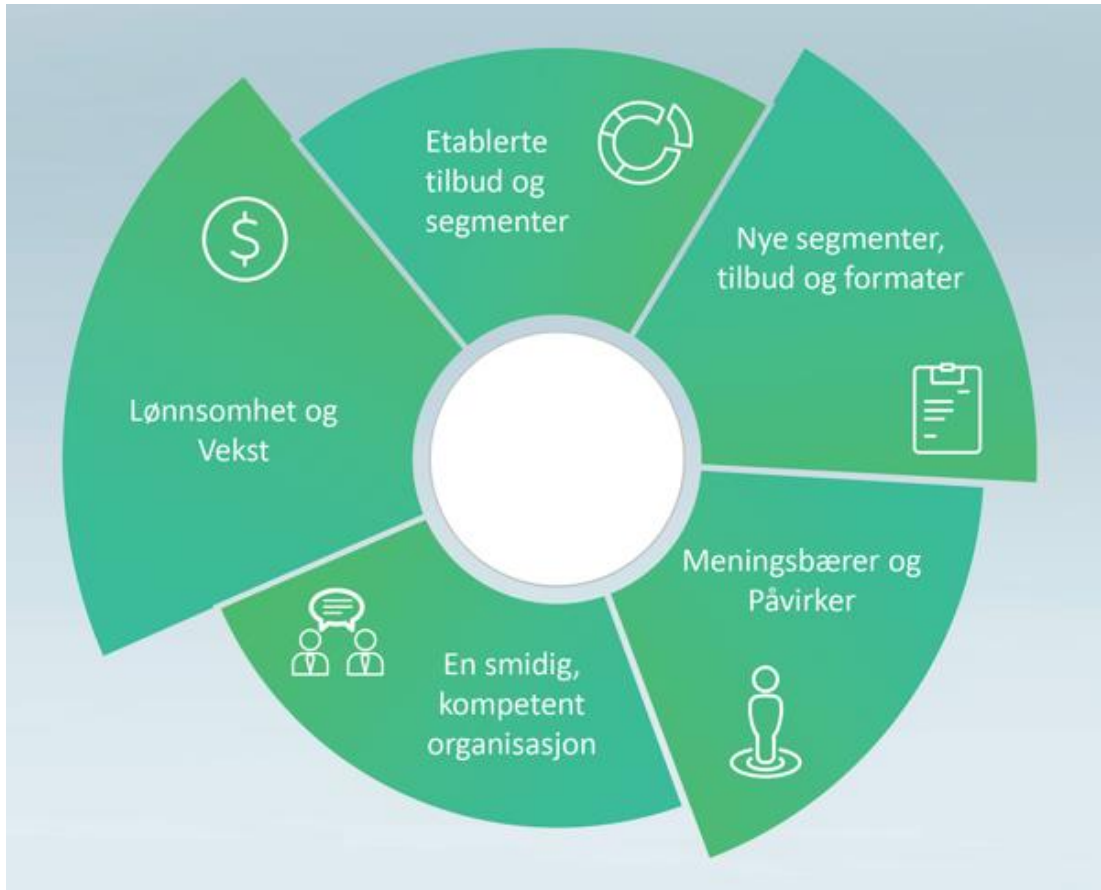 Etablerte
tilbud og
segmenter
Nye segmenter,
tilbud og formater
Meningsbærer og
Påvirker
En smidig,
kompetent
organisasjon
Lønnsomhet og
Vekst